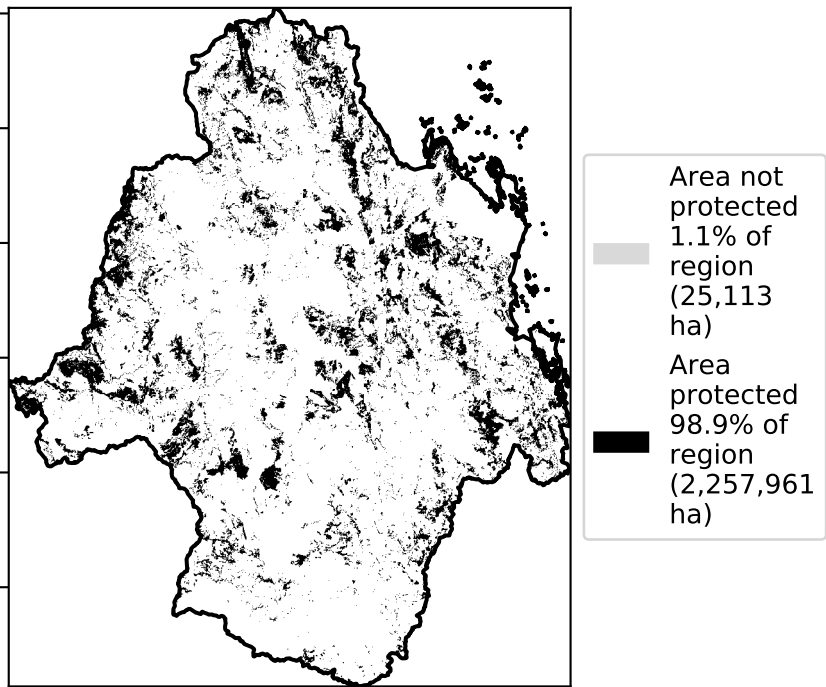 Area not
protected
1.1% of
region
(25,113
ha)
Area
protected
98.9% of
region
(2,257,961
ha)